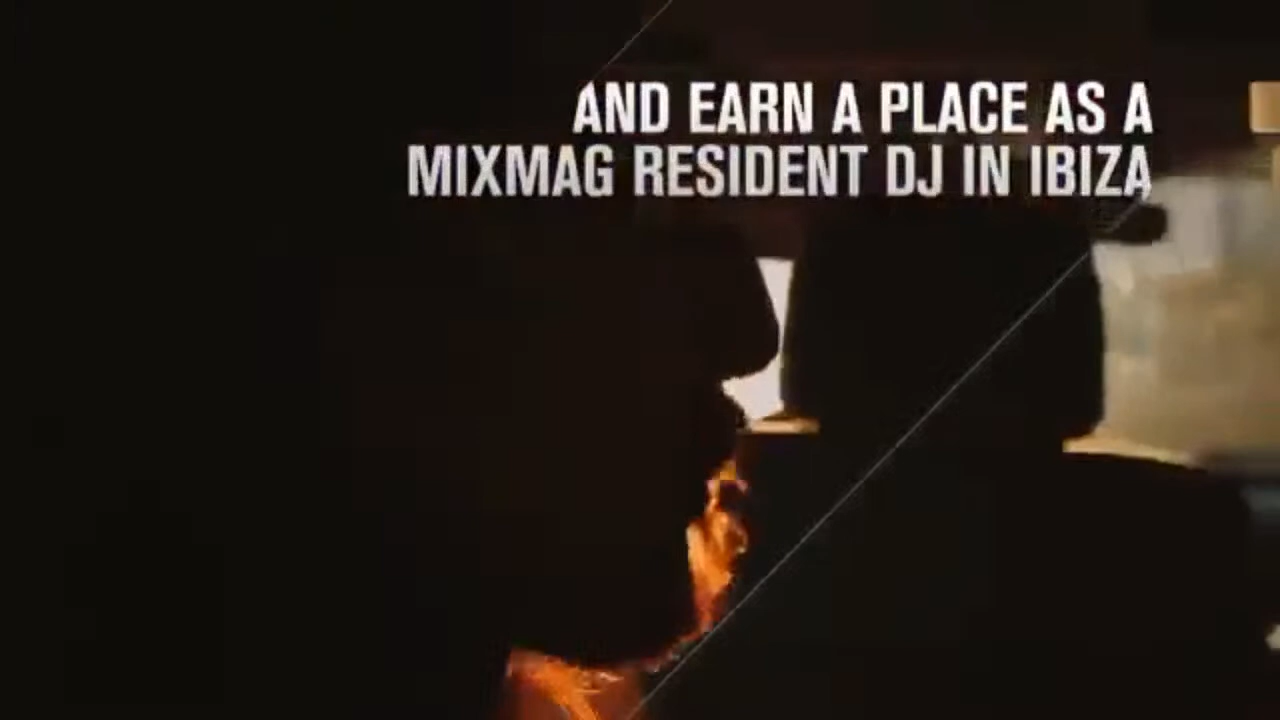 AND EARN A PLACE AS A
MIXMAG RESIDENT DJ IN IBIZA